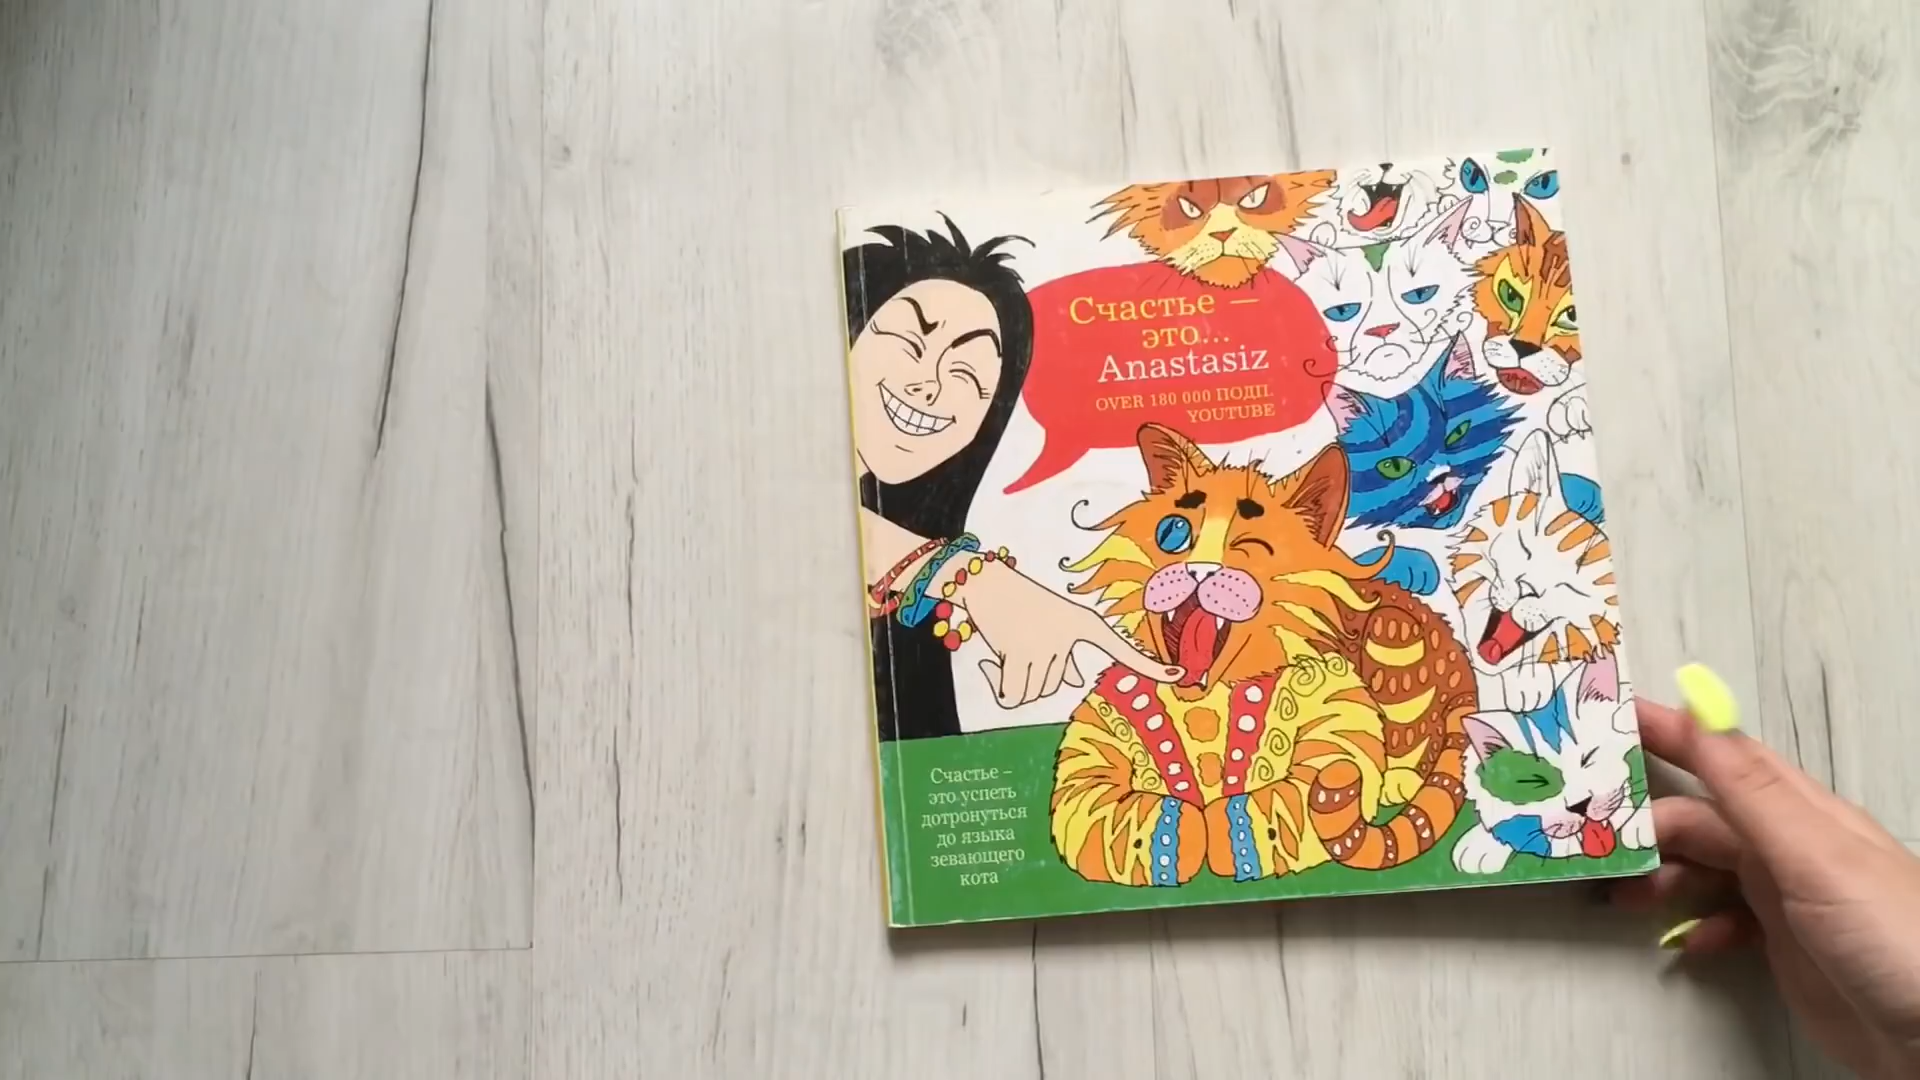 Счастье —
это...
Anastasiz
OVER 180 000 ПОДП.
YOUTUBE
Счастье –
это успеть
дотронуться
до языка
зевающего
кота